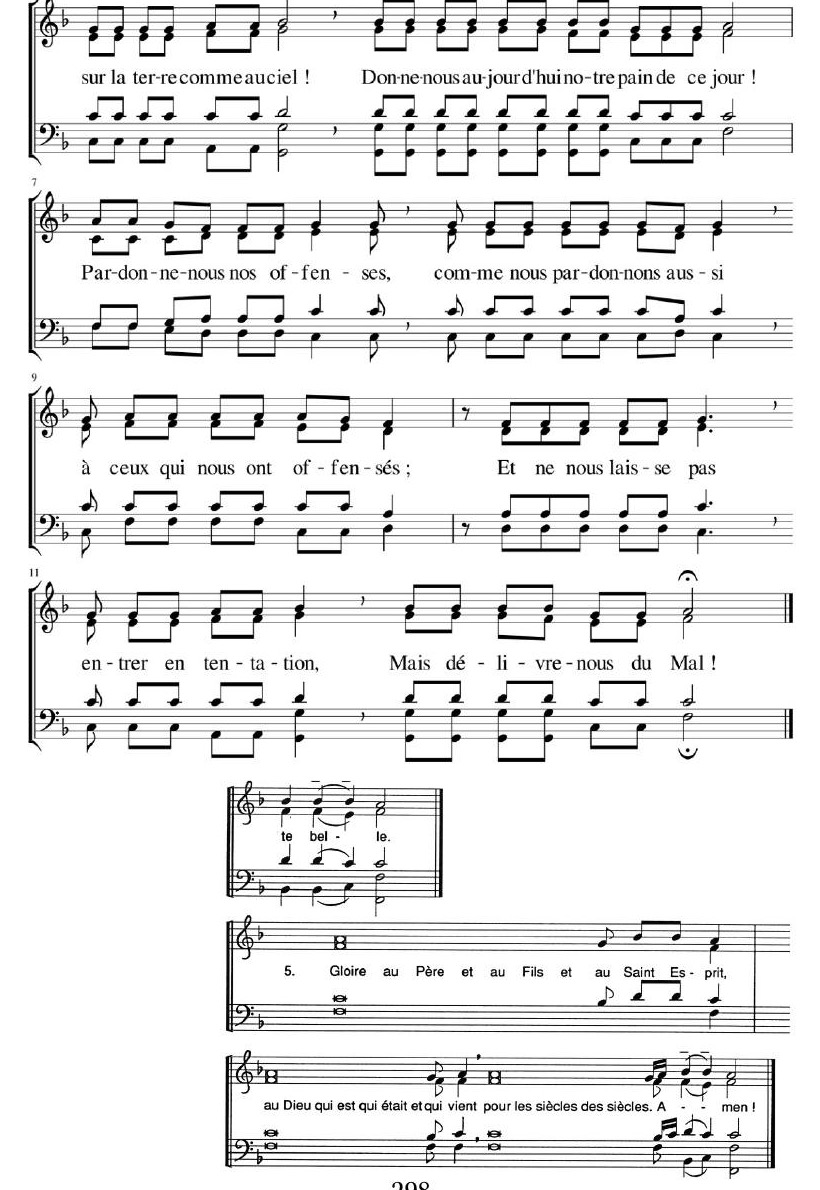 sur la ter-re comme au ciel ! Don-ne-nous au-jourd'hui no-tre pain de ce jour !
7
Par-don-ne-nous nos of-fen - ses, com-me nous par-don-nons aus-si
9
à ceux qui nous ont of-fen-sés ; Et ne nous lais-se pas
11
en-trer en ten-ta-tion, Mais dé - li - vre-nous du Mal !
te bel - le.
5. Gloire au Père et au Fils et au Saint Es - prit,
au Dieu qui est qui était et qui vient pour les siècles des siècles. A - - men !
298